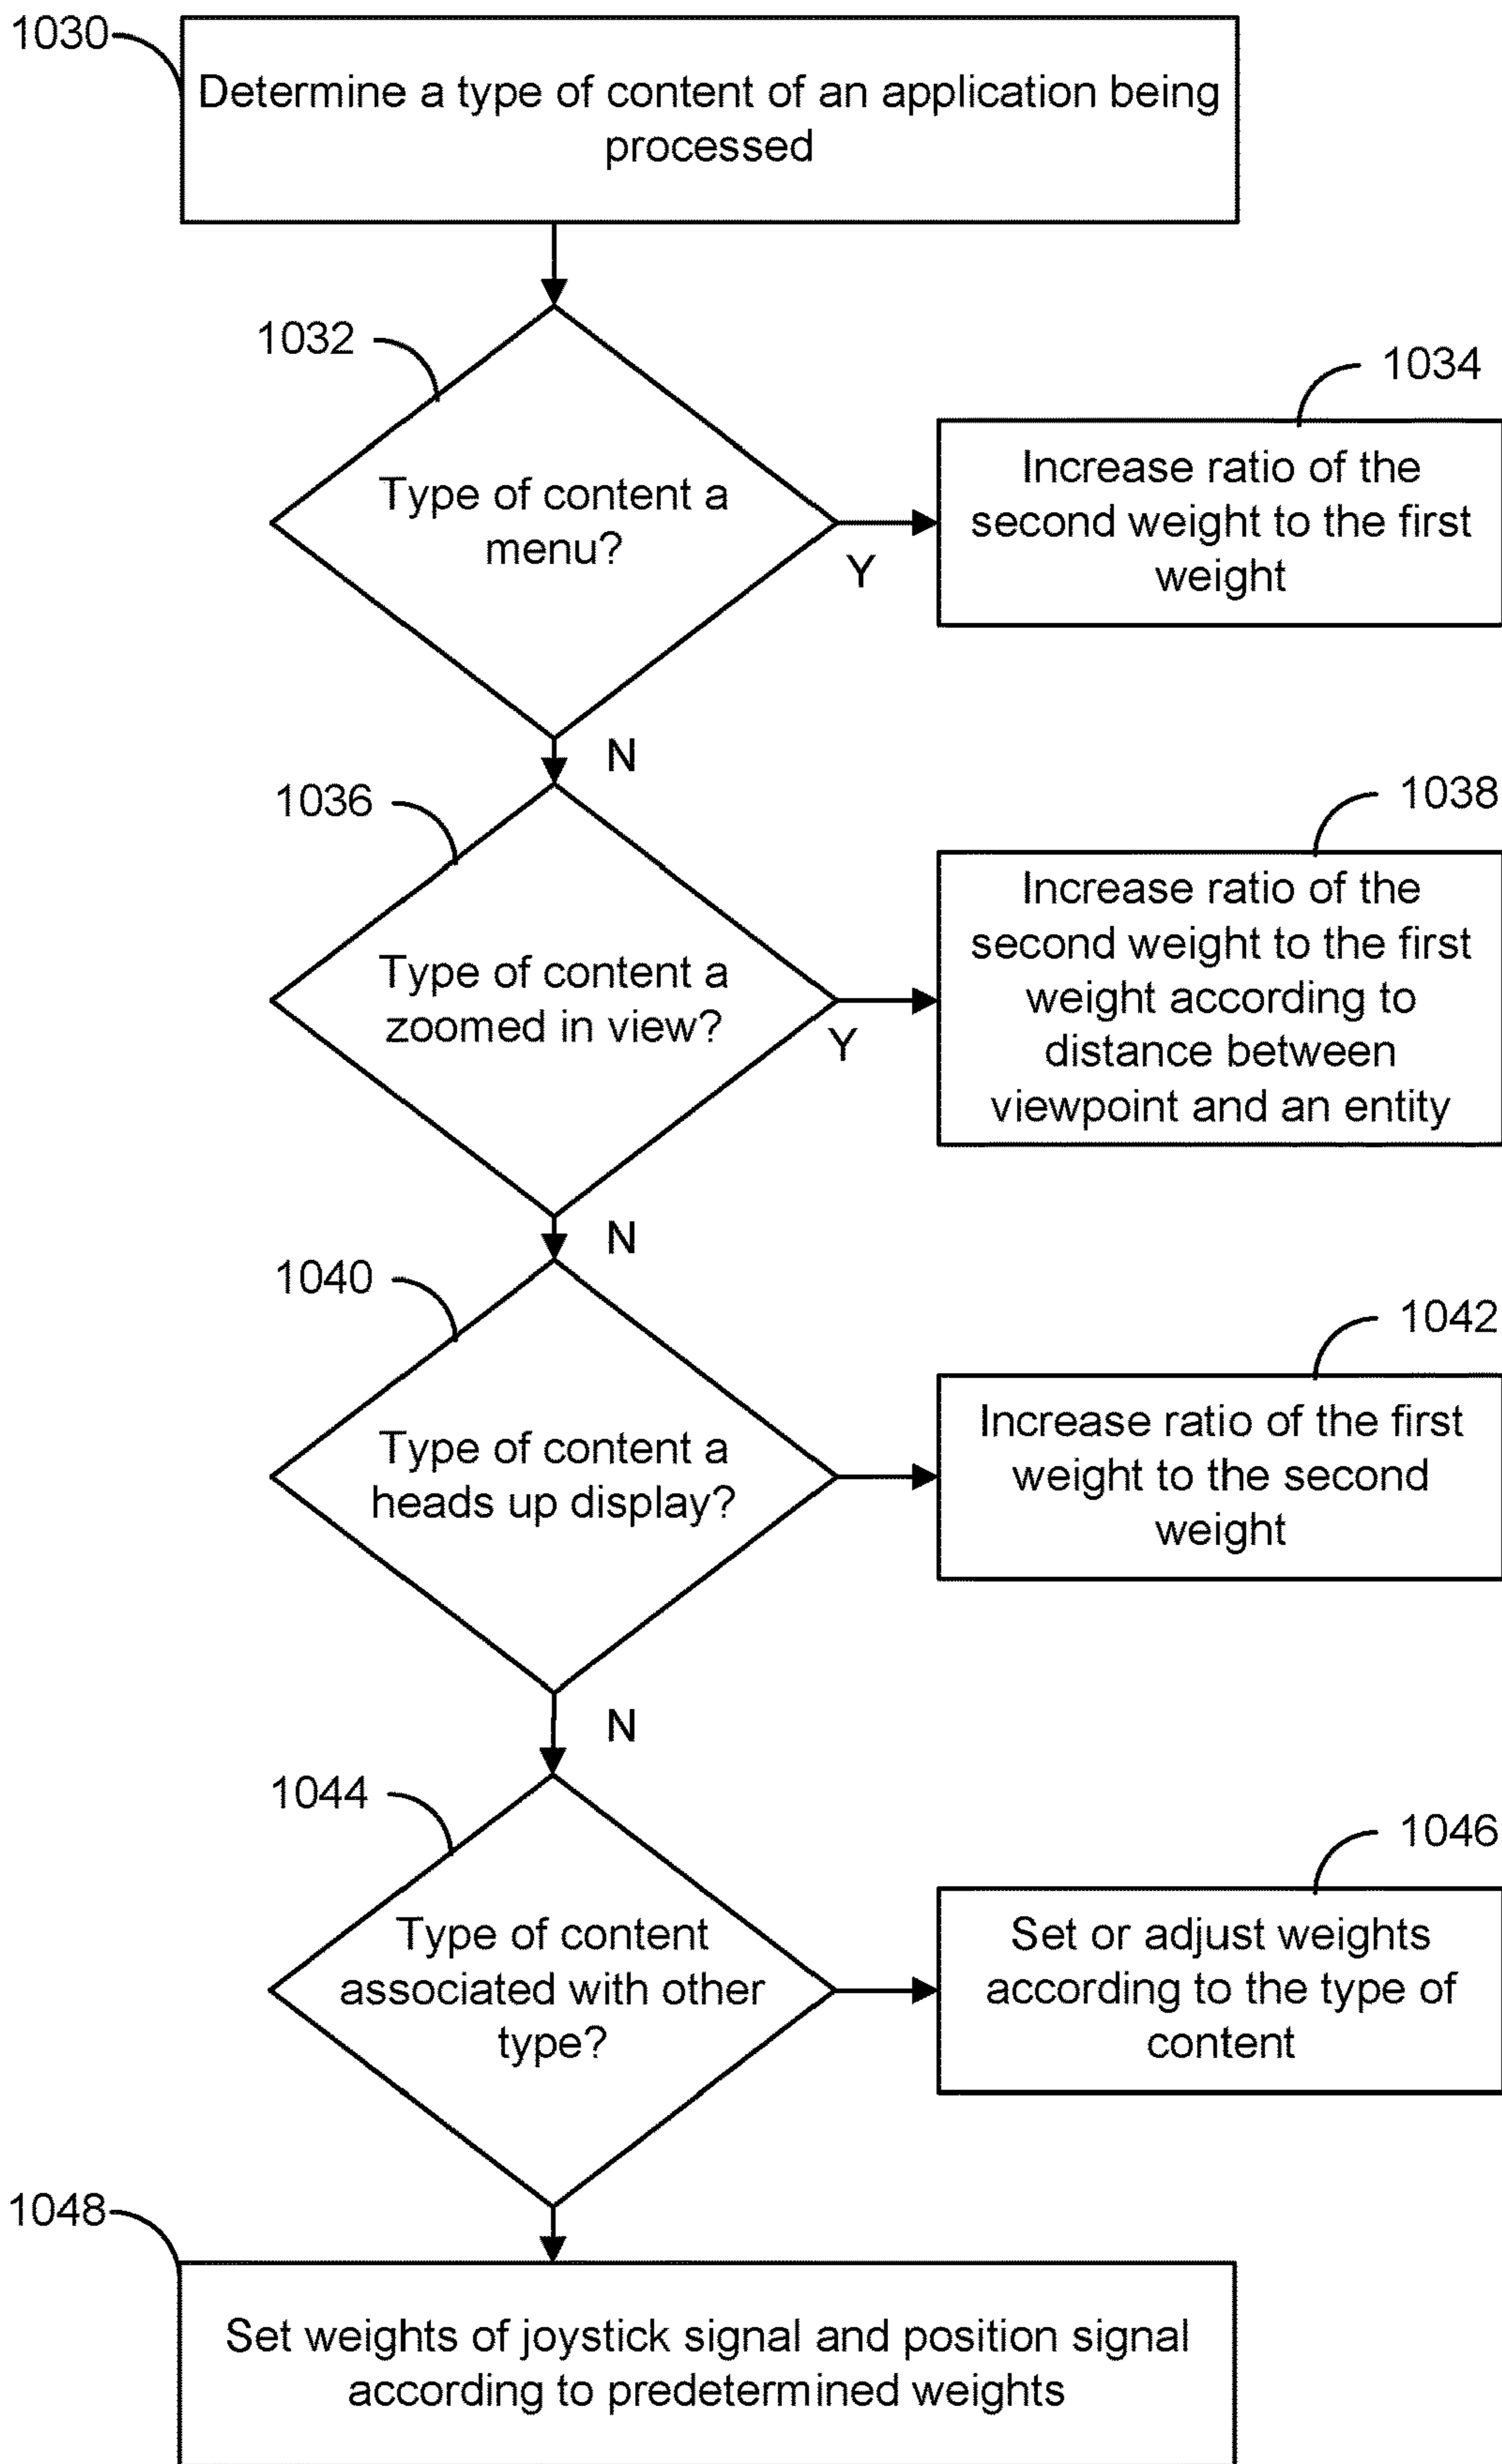 1030
Determine a type of content of an application being
processed
1032
Type of content a
menu?
Y
1034
Increase ratio of the
second weight to the first
weight
N
1036
Type of content a
zoomed in view?
Y
1038
Increase ratio of the
second weight to the first
weight according to
distance between
viewpoint and an entity
N
1040
Type of content a
heads up display?
1042
Increase ratio of the first
weight to the second
weight
N
1044
Type of content
associated with other
type?
1046
Set or adjust weights
according to the type of
content
1048
Set weights of joystick signal and position signal
according to predetermined weights